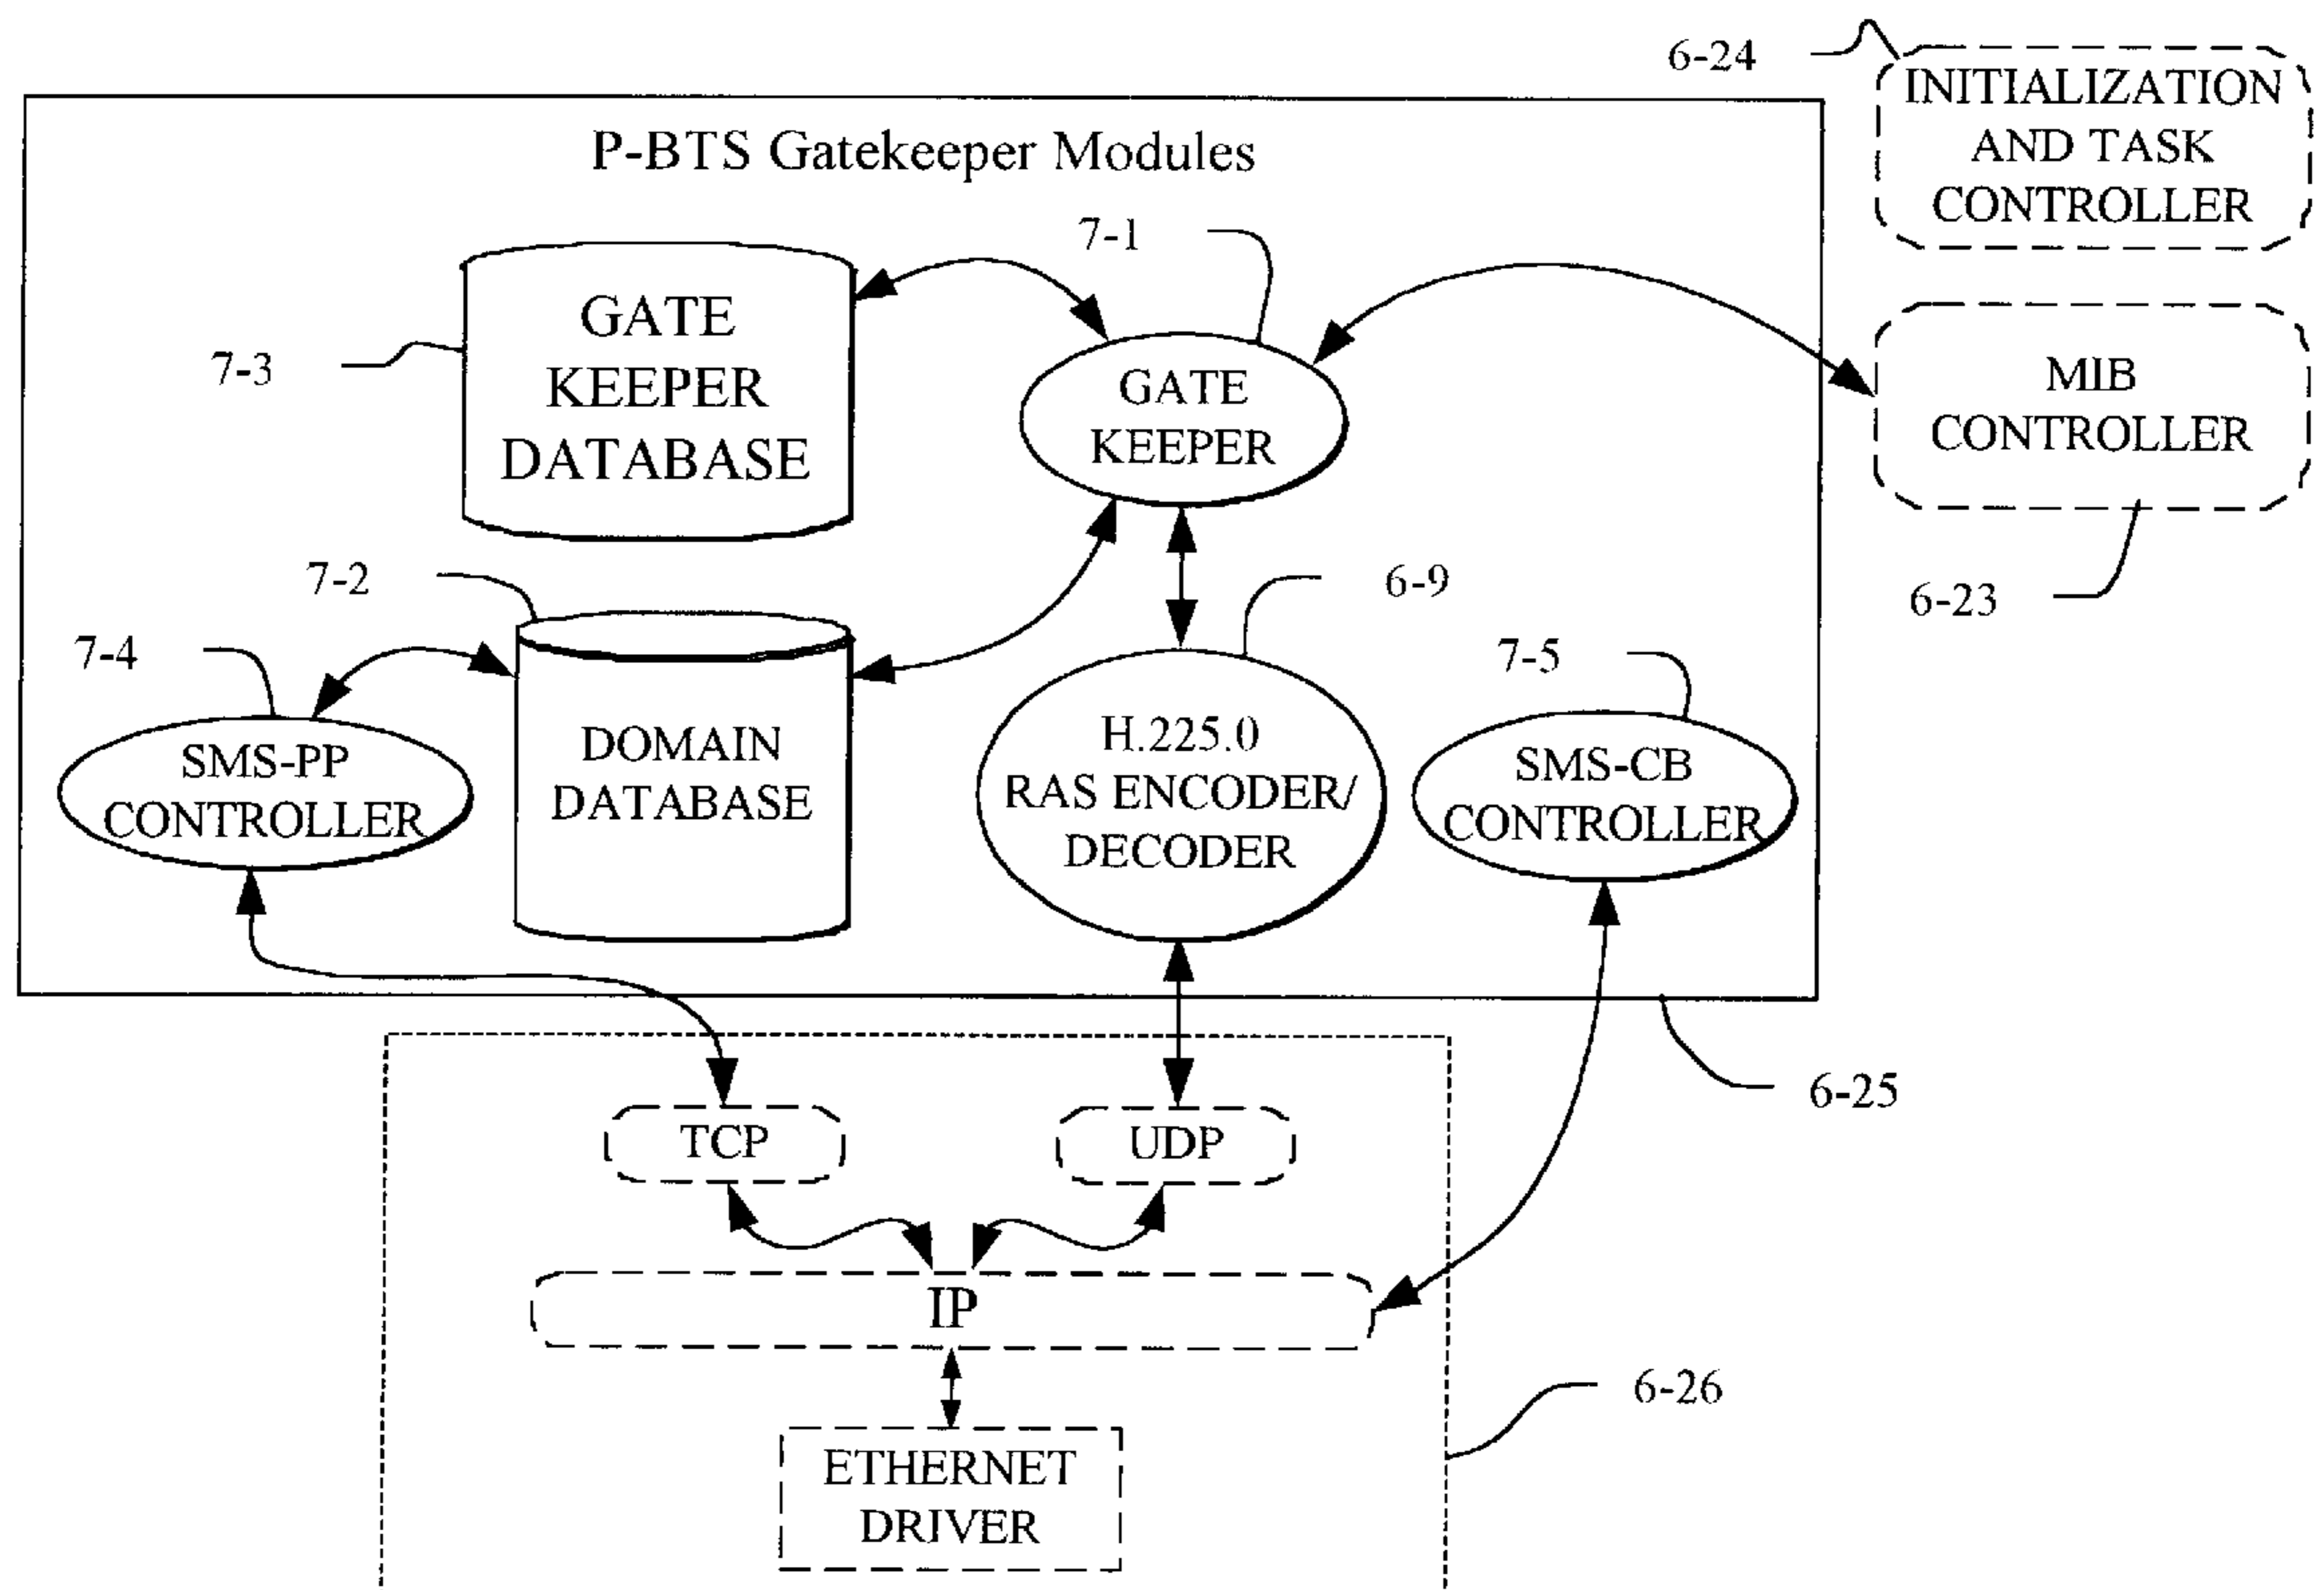 6-24
INITIALIZATION
AND TASK
CONTROLLER
P-BTS Gatekeeper Modules
7-1
GATE
KEEPER
DATABASE
7-3
GATE
KEEPER
MIB
CONTROLLER
6-23
7-2
6-9
7-4
7-5
SMS-PP
CONTROLLER
DOMAIN
DATABASE
H.225.0
RAS ENCODER/
DECODER
SMS-CB
CONTROLLER
6-25
TCP
UDP
IP
6-26
ETHERNET
DRIVER